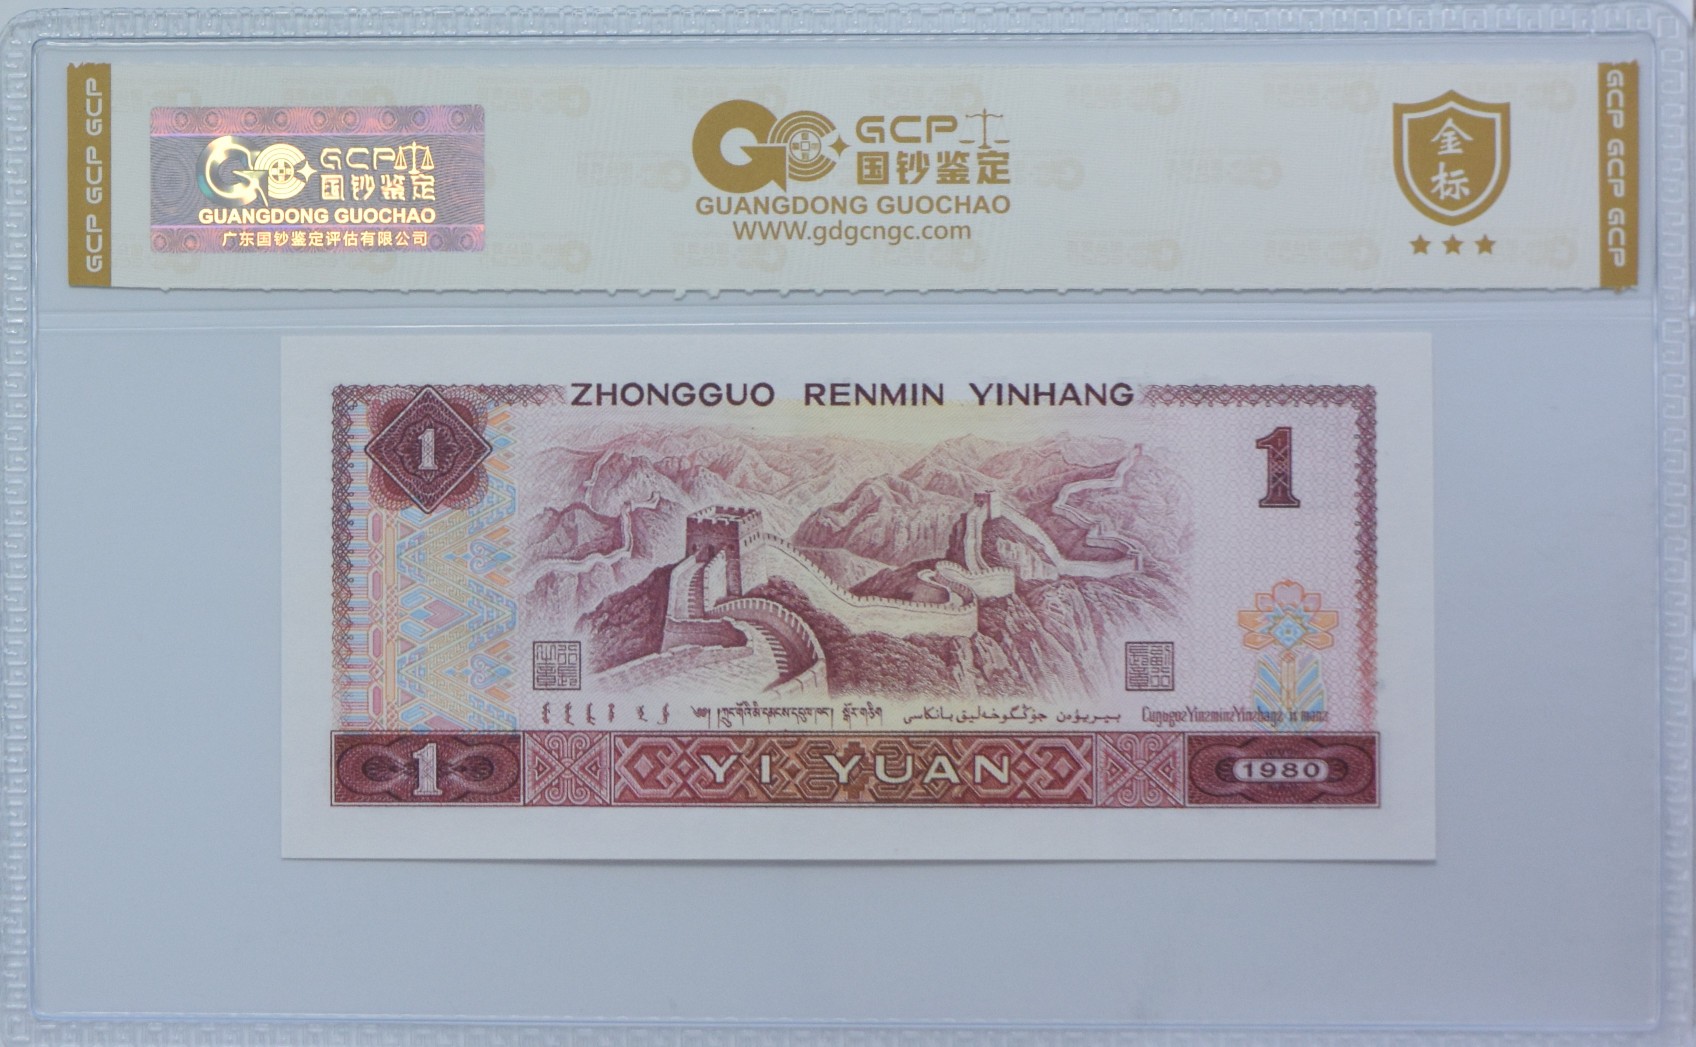 GCP GCP GCP
GCP
国钞鉴定
GUANGDONG GUOCHAO
广东国钞鉴定评估有限公司
GCP
国钞鉴定
GUANGDONG GUOCHAO
www.gdgcngc.com
金标
GCP GCP GCP
ZHONGGUO RENMIN YINHANG
1
1
1
YI YUAN
1980